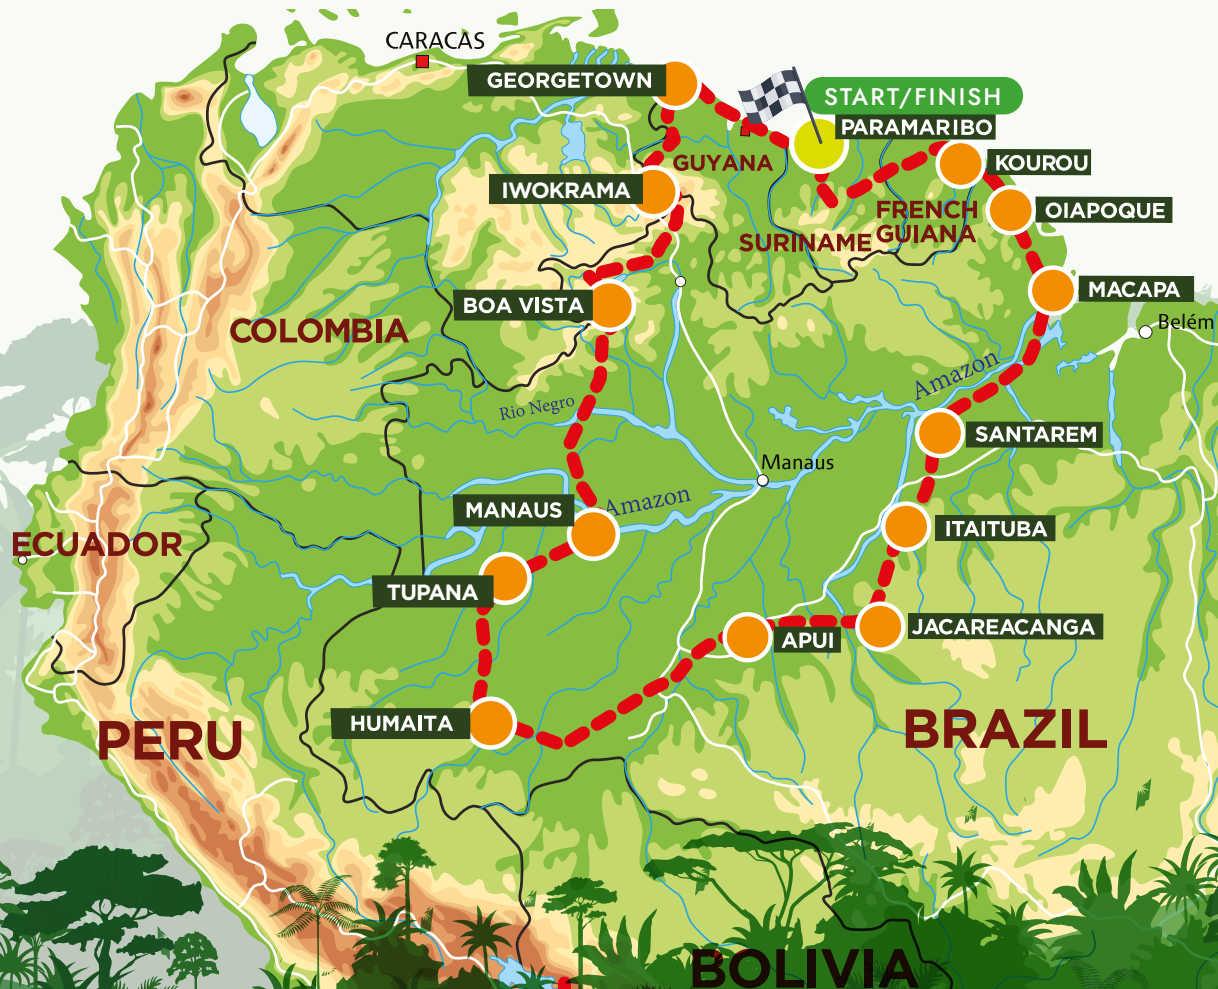 CARACAS
GEORGETOWN
START/FINISH
PARAMARIBO
GUYANA
KOUROU
IWOKRAMA
FRENCH
GUIANA
OIAPOQUE
SURINAME
MACAPA
BOA VISTA
COLOMBIA
Belém
Amazon
Rio Negro
SANTAREM
Manaus
Amazon
MANAUS
ITAITUBA
ECUADOR
TUPANA
JACAREACANGA
APUI
HUMAITA
PERU
BRAZIL
BOLIVIA